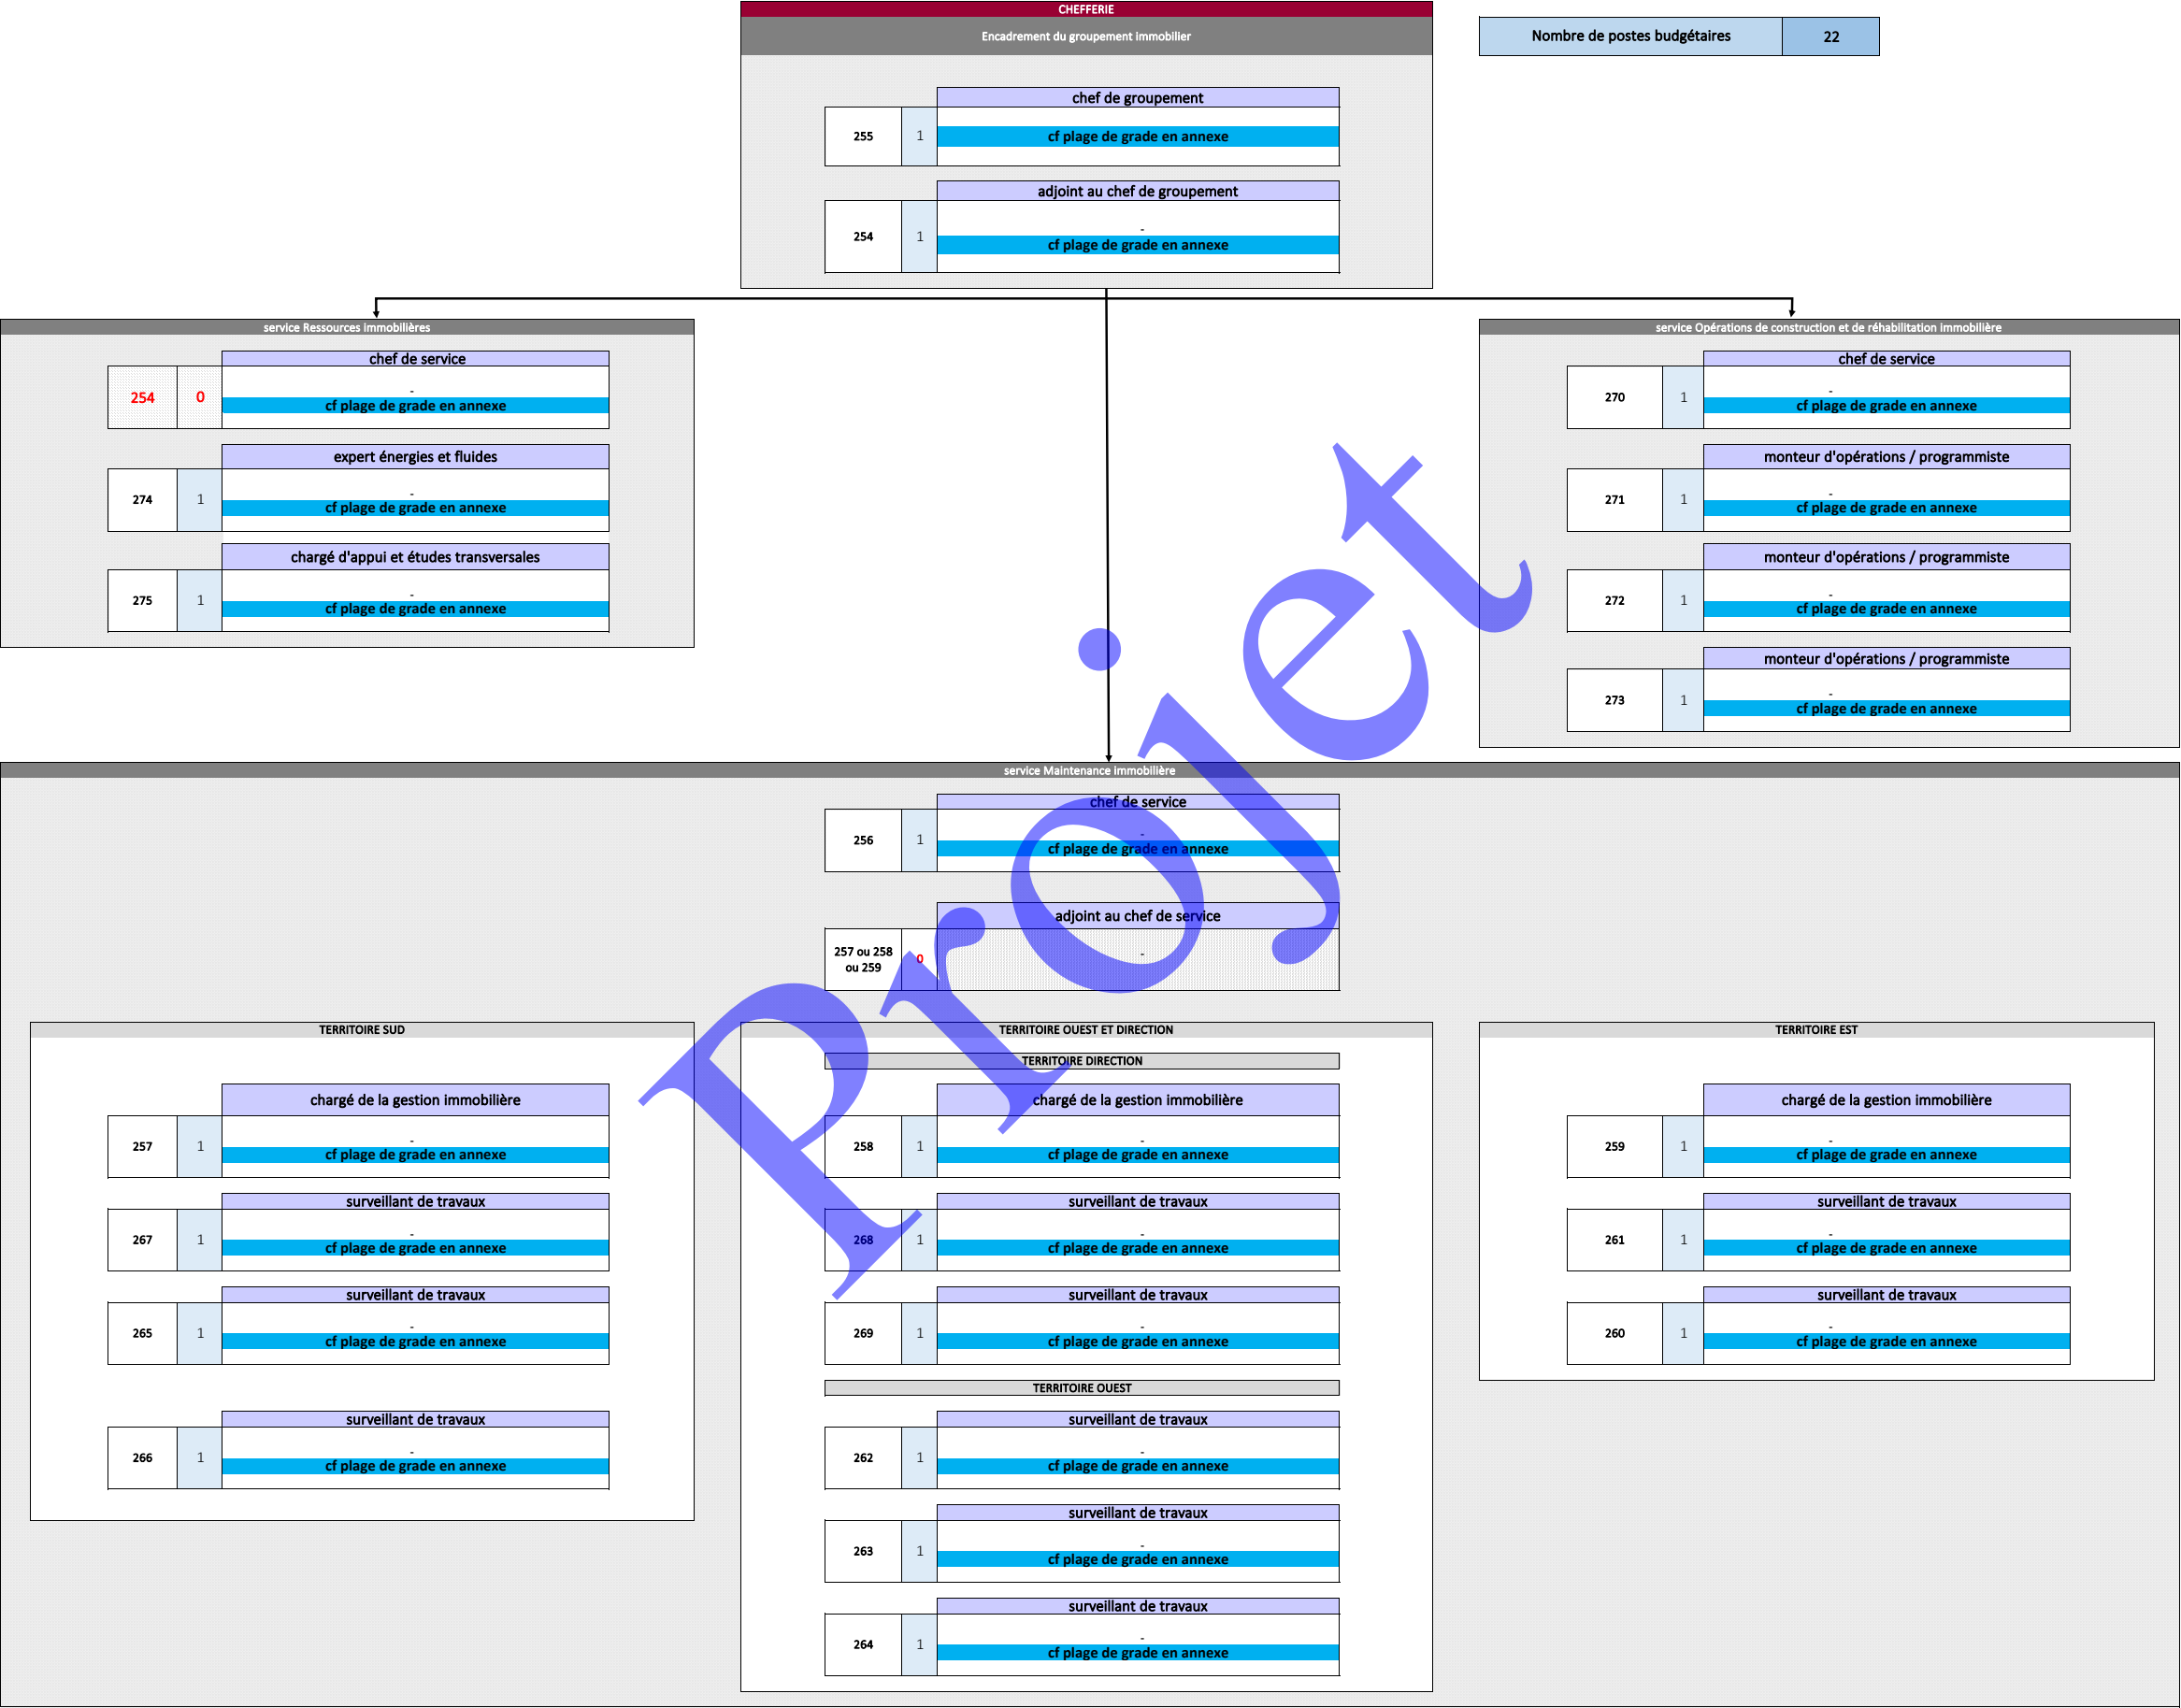 CHEFFERIE
Encadrement du groupement immobilier
Nombre de postes budgétaires 22
chef de groupement
255 1 cf plage de grade en annexe
adjoint au chef de groupement
-
254 1 cf plage de grade en annexe
service Ressources immobilières
chef de service
-
254 0 cf plage de grade en annexe
expert énergies et fluides
-
274 1 cf plage de grade en annexe
chargé d'appui et études transversales
-
275 1 cf plage de grade en annexe
service Opérations de construction et de réhabilitation immobilière
chef de service
-
270 1 cf plage de grade en annexe
monteur d'opérations / programmiste
-
271 1 cf plage de grade en annexe
monteur d'opérations / programmiste
-
272 1 cf plage de grade en annexe
monteur d'opérations / programmiste
-
273 1 cf plage de grade en annexe
service Maintenance immobilière
chef de service
-
256 1 cf plage de grade en annexe
adjoint au chef de service
257 ou 258
ou 259 0 -
TERRITOIRE SUD
chargé de la gestion immobilière
-
257 1 cf plage de grade en annexe
surveillant de travaux
-
267 1 cf plage de grade en annexe
surveillant de travaux
-
265 1 cf plage de grade en annexe
surveillant de travaux
-
266 1 cf plage de grade en annexe
TERRITOIRE OUEST ET DIRECTION
TERRITOIRE DIRECTION
chargé de la gestion immobilière
-
258 1 cf plage de grade en annexe
surveillant de travaux
-
268 1 cf plage de grade en annexe
surveillant de travaux
-
269 1 cf plage de grade en annexe
TERRITOIRE OUEST
surveillant de travaux
-
262 1 cf plage de grade en annexe
surveillant de travaux
-
263 1 cf plage de grade en annexe
surveillant de travaux
-
264 1 cf plage de grade en annexe
TERRITOIRE EST
chargé de la gestion immobilière
-
259 1 cf plage de grade en annexe
surveillant de travaux
-
261 1 cf plage de grade en annexe
surveillant de travaux
-
260 1 cf plage de grade en annexe
Projet